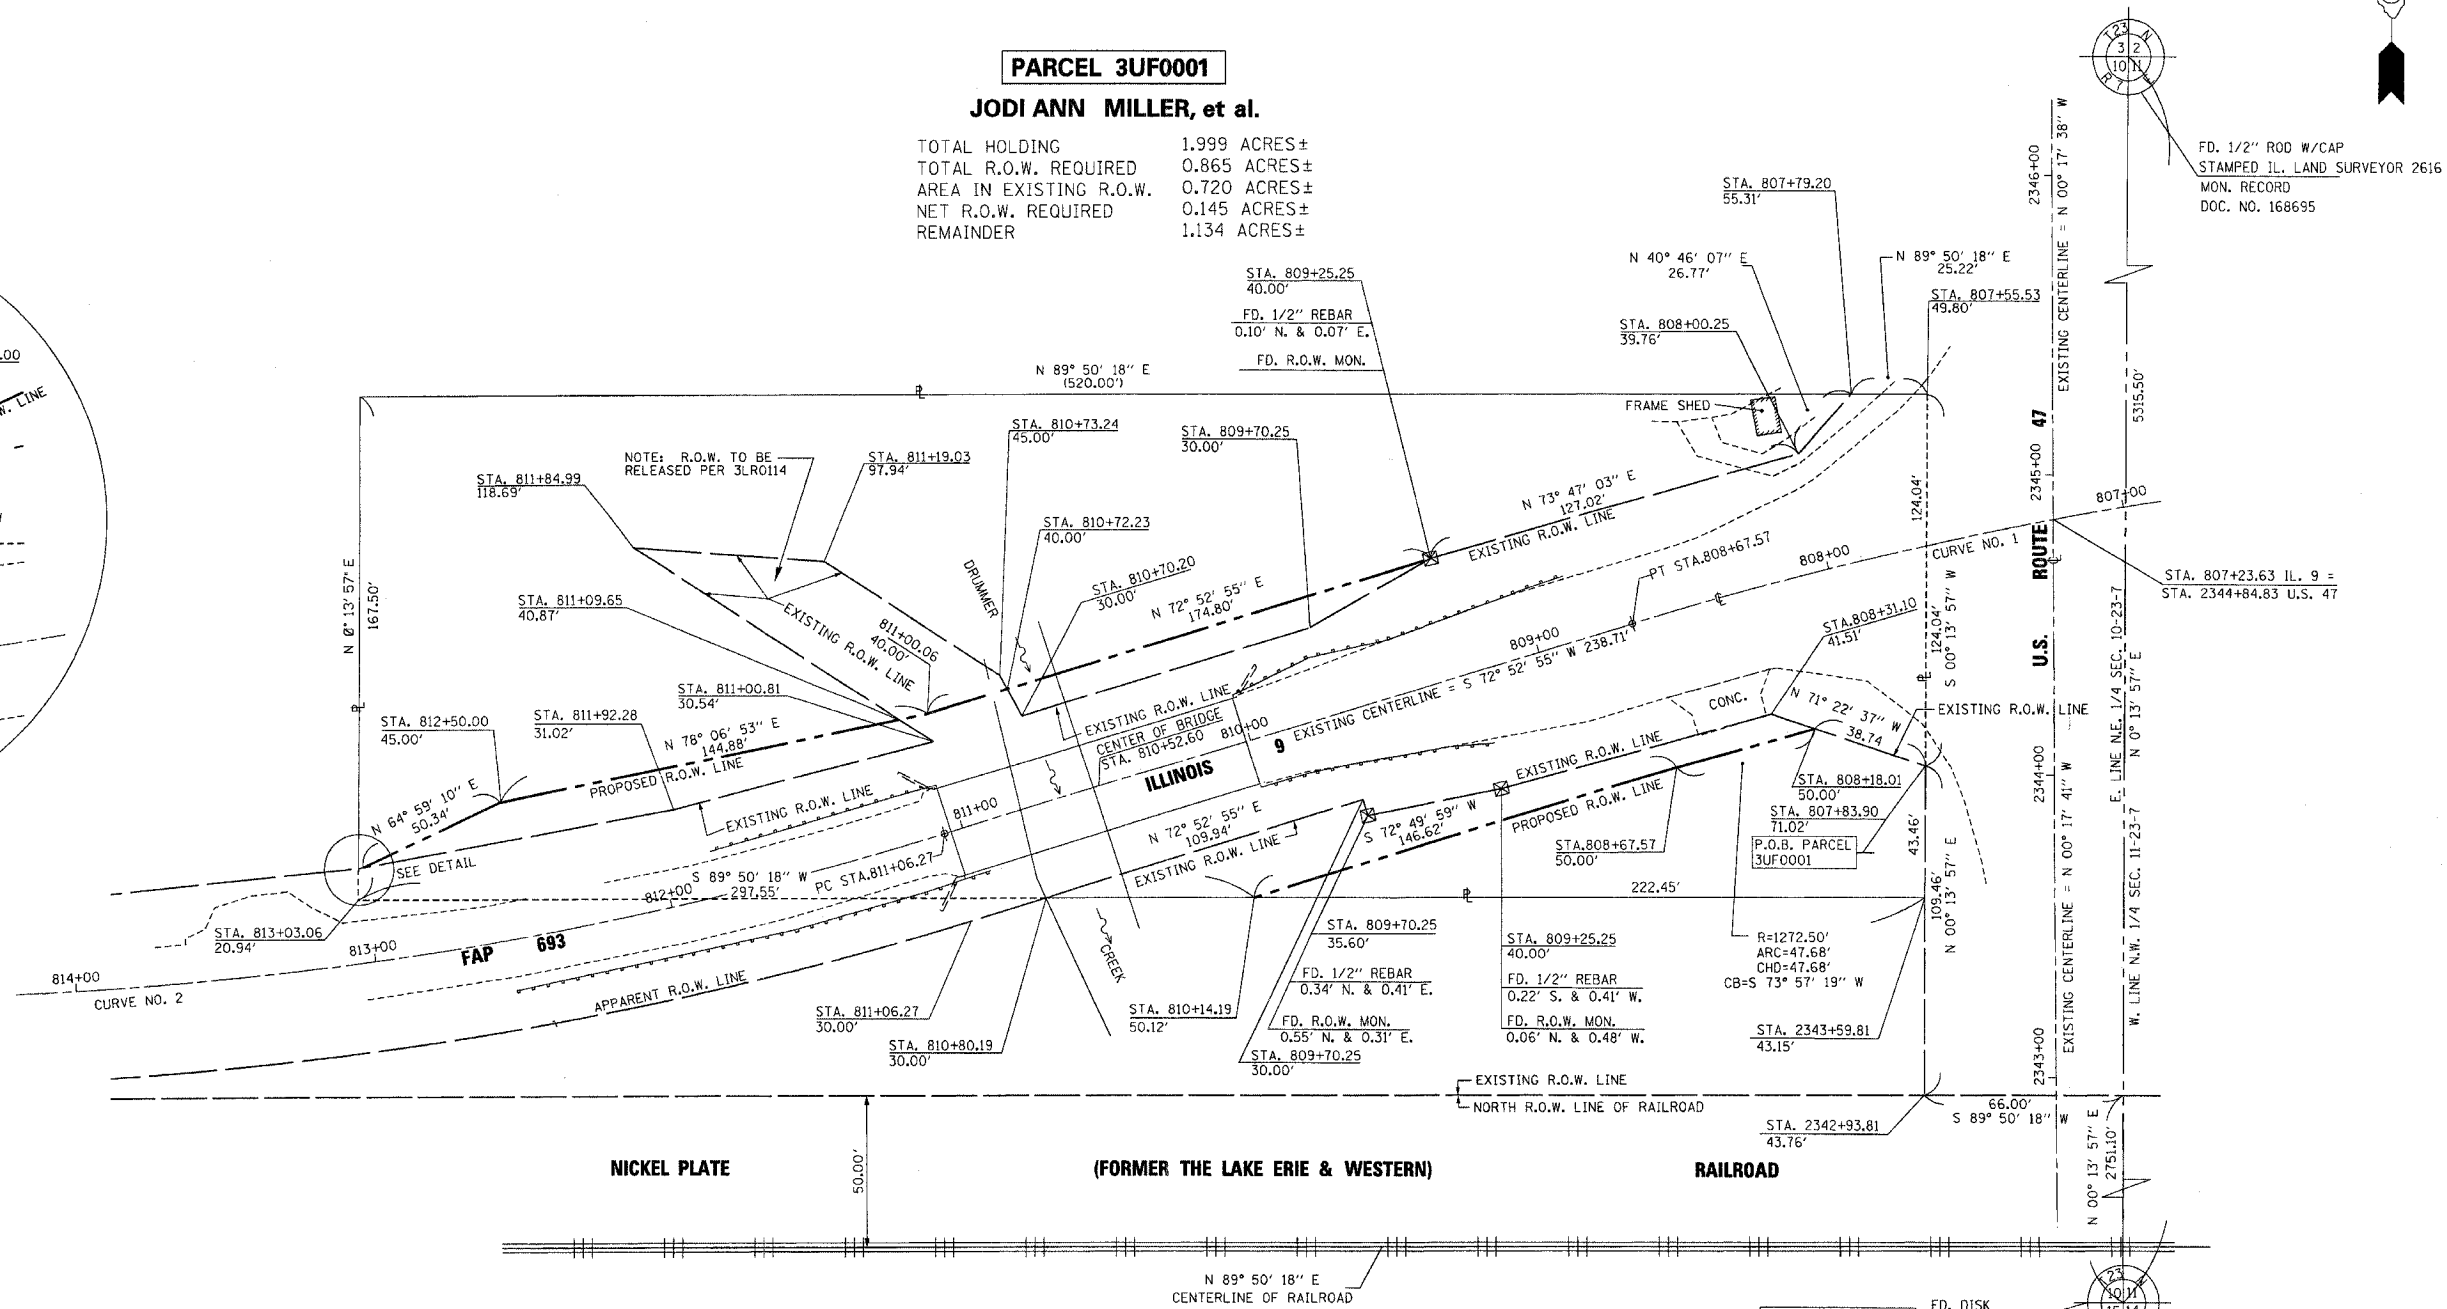 PARCEL 3UF0001
JODI ANN MILLER, et al.
TOTAL HOLDING 1.999 ACRES±
TOTAL R.O.W. REQUIRED 0.865 ACRES±
AREA IN EXISTING R.O.W. 0.720 ACRES±
NET R.O.W. REQUIRED 0.145 ACRES±
REMAINDER 1.134 ACRES±
T 23 N
3 2
10 11
R 7 E
FD. 1/2" ROD W/CAP
STAMPED IL. LAND SURVEYOR 2616
MON. RECORD
DOC. NO. 168695
2346+00
EXISTING CENTERLINE = N 00° 17' 38" W
STA. 807+79.20
55.31'
N 40° 46' 07" E
26.77'
N 89° 50' 18" E
25.22'
STA. 807+55.53
49.80'
STA. 808+00.25
39.76'
FRAME SHED
STA. 809+25.25
40.00'
FD. 1/2" REBAR
0.10' N. & 0.07' E.
FD. R.O.W. MON.
.00
W. LINE
N 89° 50' 18" E
(520.00')
PL
STA. 810+73.24
45.00'
STA. 809+70.25
30.00'
NOTE: R.O.W. TO BE
RELEASED PER 3LR0114
STA. 811+19.03
97.94'
STA. 811+84.99
118.69'
STA. 810+72.23
40.00'
N 73° 47' 03" E
127.02'
EXISTING R.O.W. LINE
124.04'
2345+00
U.S. ROUTE 47
5315.50'
807+00
CURVE NO. 1
808+00
PT STA.808+67.57
STA. 807+23.63 IL. 9 =
STA. 2344+84.83 U.S. 47
N 0° 13' 57" E
167.50'
PL
DRUMMER
STA. 810+70.20
30.00'
N 72° 52' 55" E
174.80'
STA. 811+09.65
40.87'
EXISTING R.O.W. LINE
811+00.06
40.00'
STA. 811+00.81
30.54'
STA. 812+50.00
45.00'
STA. 811+92.28
31.02'
N 78° 06' 53" E
144.88'
PROPOSED R.O.W. LINE
EXISTING R.O.W. LINE
CENTER OF BRIDGE
STA. 810+52.60
810+00
ILLINOIS 9
EXISTING CENTERLINE = S 72° 52' 55" W 238.71'
809+00
STA.808+31.10
41.51'
124.04'
S 00° 13' 57" W
PL
CONC.
N 71° 22' 37" W
38.74
EXISTING R.O.W. LINE
E. LINE N.E. 1/4 SEC. 10-23-7
N 0° 13' 57" E
W. LINE N.W. 1/4 SEC. 11-23-7
2344+00
EXISTING CENTERLINE = N 00° 17' 41" W
N 64° 59' 10" E
50.34'
SEE DETAIL
EXISTING R.O.W. LINE
811+00
PC STA.811+06.27
S 89° 50' 18" W
297.55'
812+00
N 72° 52' 55" E
109.94'
EXISTING R.O.W. LINE
EXISTING R.O.W. LINE
S 72° 49' 59" W
146.62'
PROPOSED R.O.W. LINE
STA.808+67.57
50.00'
STA. 808+18.01
50.00'
STA. 807+83.90
71.02'
P.O.B. PARCEL
3UF0001
43.46'
109.46'
N 00° 13' 57" E
PL
222.45'
STA. 813+03.06
20.94'
813+00
FAP 693
814+00
CURVE NO. 2
APPARENT R.O.W. LINE
CREEK
STA. 811+06.27
30.00'
STA. 810+80.19
30.00'
STA. 810+14.19
50.12'
STA. 809+70.25
35.60'
FD. 1/2" REBAR
0.34' N. & 0.41' E.
FD. R.O.W. MON.
0.55' N. & 0.31' E.
STA. 809+70.25
30.00'
STA. 809+25.25
40.00'
FD. 1/2" REBAR
0.22' S. & 0.41' W.
FD. R.O.W. MON.
0.06' N. & 0.48' W.
R=1272.50'
ARC=47.68'
CHD=47.68'
CB=S 73° 57' 19" W
STA. 2343+59.81
43.15'
2343+00
EXISTING R.O.W. LINE
NORTH R.O.W. LINE OF RAILROAD
STA. 2342+93.81
43.76'
66.00'
S 89° 50' 18" W
N 00° 13' 57" E
2751.10'
50.00'
NICKEL PLATE (FORMER THE LAKE ERIE & WESTERN) RAILROAD
N 89° 50' 18" E
CENTERLINE OF RAILROAD
T 23 N
10 11
FD. DISK